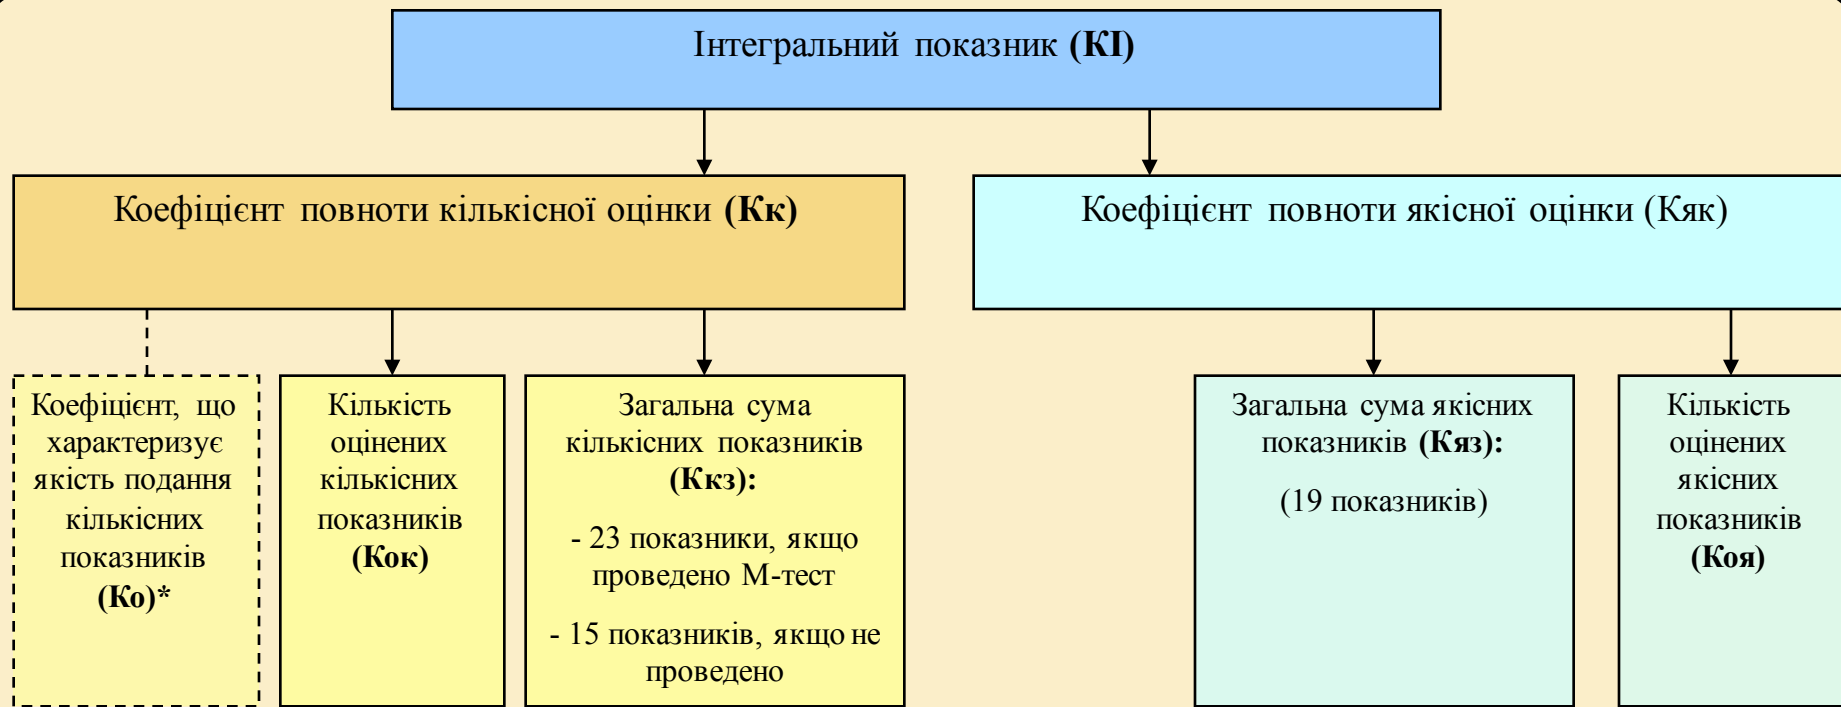 Інтегральний показник (КІ)
Коефіцієнт повноти кількісної оцінки (Кк)
Коефіцієнт повноти якісної оцінки (Кяк)
Коефіцієнт, що
характеризує
якість подання
кількісних
показників
(Ко)*
Кількість
оцінених
кількісних
показників
(Кок)
Загальна сума
кількісних показників
(Ккз):
- 23 показники, якщо
проведено М-тест
- 15 показників, якщо не
проведено
Загальна сума якісних
показників (Кяз):
(19 показників)
Кількість
оцінених
якісних
показників
(Коя)